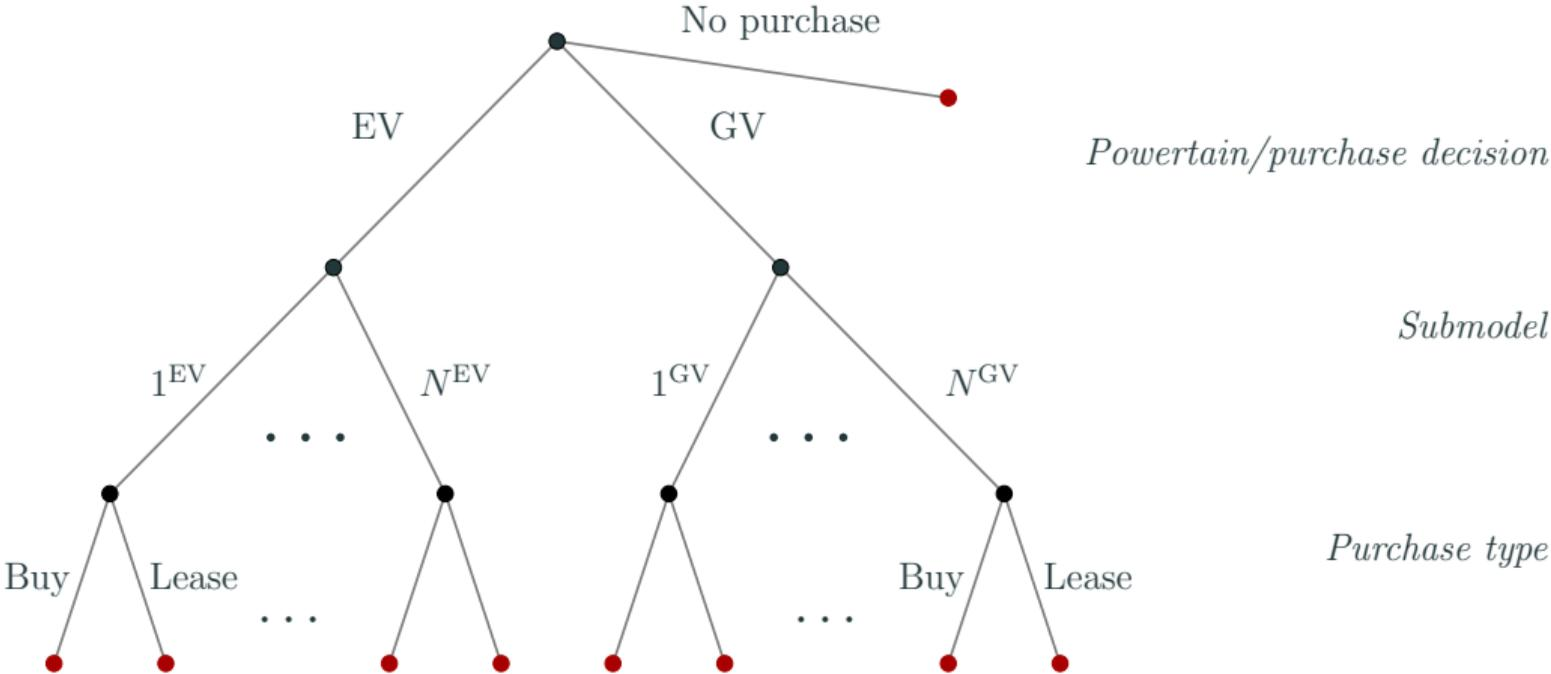 No purchase
EV
GV
Powertain/purchase decision
Submodel
1^EV
N^EV
1^GV
N^GV
. . .
. . .
Purchase type
Buy
Lease
Buy
Lease
. . .
. . .